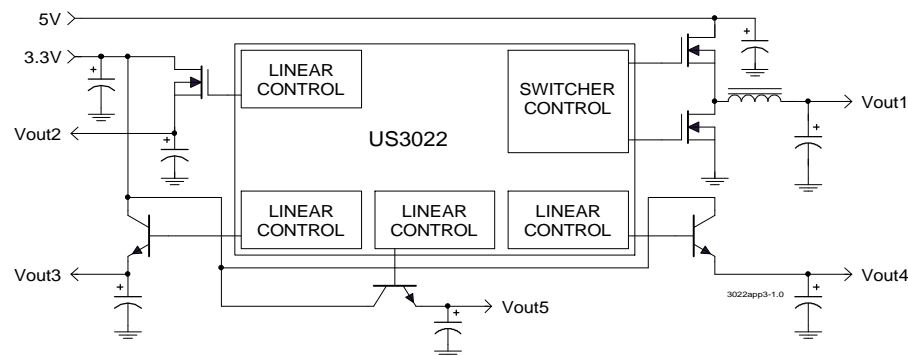 5V
3.3V
LINEAR
CONTROL
SWITCHER
CONTROL
Vout1
Vout2
US3022
LINEAR
CONTROL
LINEAR
CONTROL
LINEAR
CONTROL
Vout3
Vout4
3022app3-1.0
Vout5